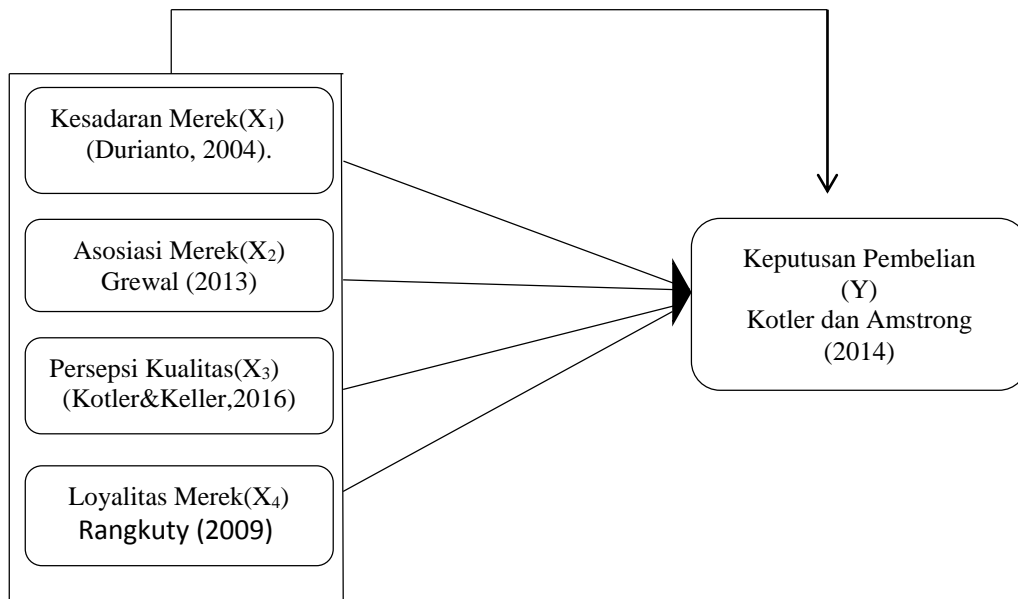 Kesadaran Merek(X₁)
(Durianto, 2004).
Asosiasi Merek(X₂)
Grewal (2013)
Persepsi Kualitas(X₃)
(Kotler&Keller,2016)
Loyalitas Merek(X₄)
Rangkuty (2009)
Keputusan Pembelian
(Y)
Kotler dan Amstrong
(2014)